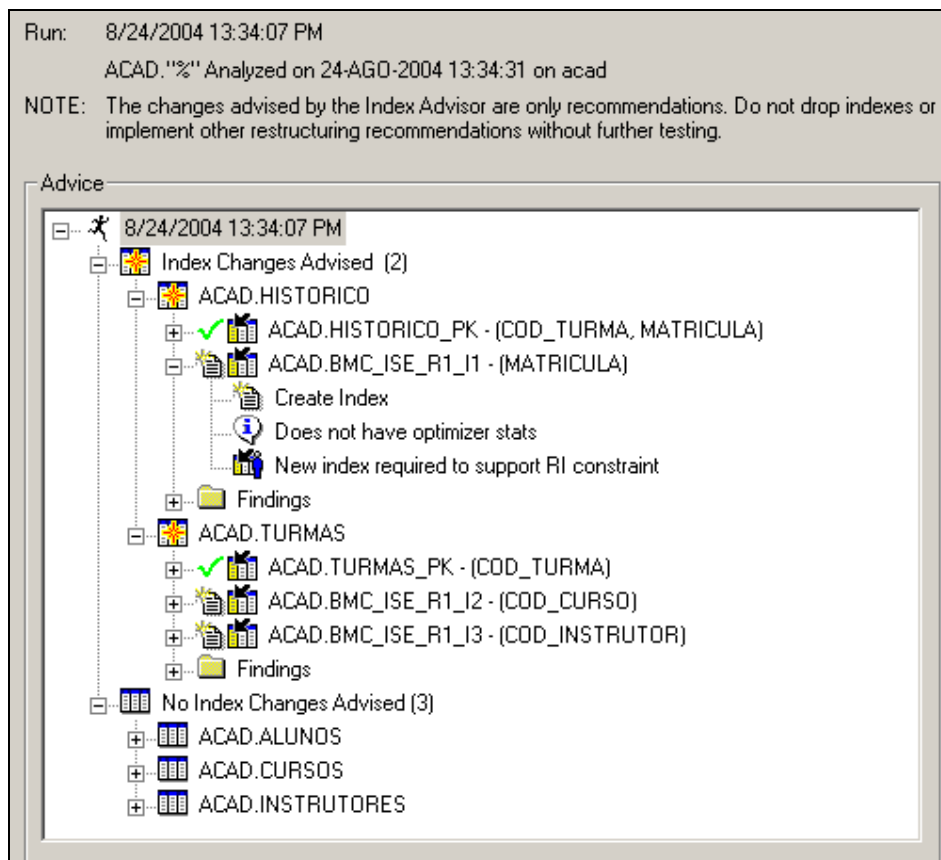 Run: 8/24/2004 13:34:07 PM
ACAD."%" Analyzed on 24-AGO-2004 13:34:31 on acad
NOTE: The changes advised by the Index Advisor are only recommendations. Do not drop indexes or
implement other restructuring recommendations without further testing.
Advice
8/24/2004 13:34:07 PM
Index Changes Advised (2)
ACAD.HISTORICO
ACAD.HISTORICO_PK - (COD_TURMA, MATRICULA)
ACAD.BMC_ISE_R1_I1 - (MATRICULA)
Create Index
Does not have optimizer stats
New index required to support RI constraint
Findings
ACAD.TURMAS
ACAD.TURMAS_PK - (COD_TURMA)
ACAD.BMC_ISE_R1_I2 - (COD_CURSO)
ACAD.BMC_ISE_R1_I3 - (COD_INSTRUTOR)
Findings
No Index Changes Advised (3)
ACAD.ALUNOS
ACAD.CURSOS
ACAD.INSTRUTORES